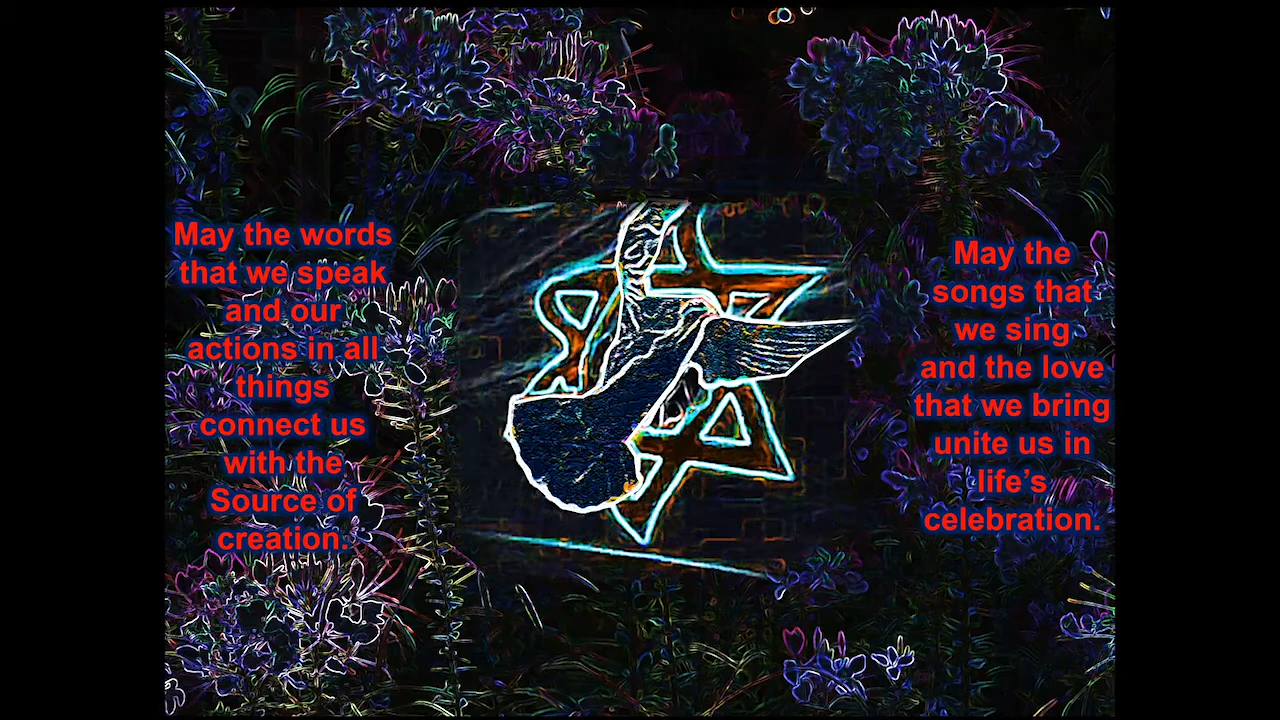 May the words
that we speak
and our
actions in all
things
connect us
with the
Source of
creation.
May the
songs that
we sing
and the love
that we bring
unite us in
life’s
celebration.